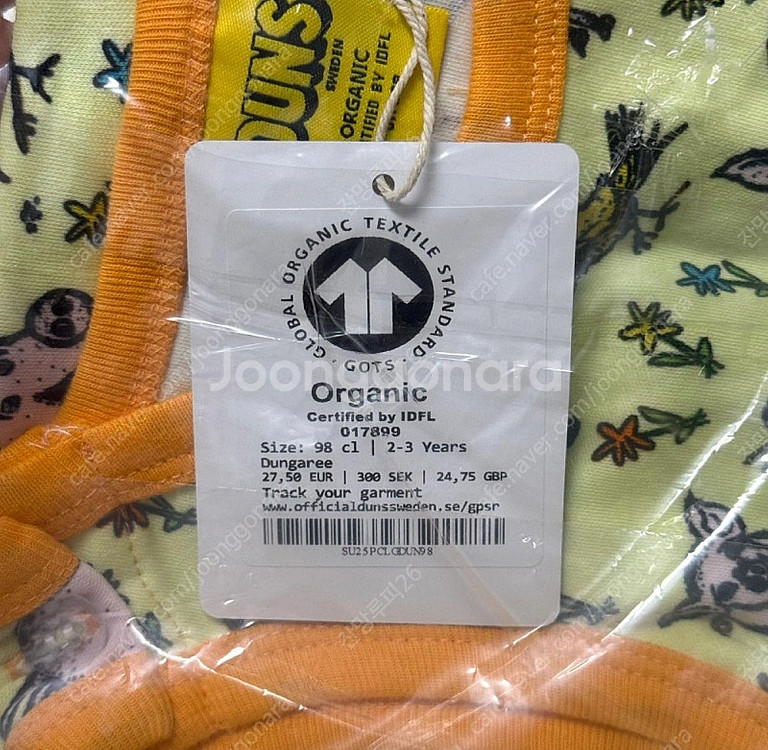 DUNS
SWEDEN
ORGANIC
CERTIFIED BY IDFL
GLOBAL ORGANIC TEXTILE STANDARD
· GOTS ·
Joonggonara
Organic
Certified by IDFL
017899
Size: 98 cl | 2-3 Years
Dungaree
27,50 EUR | 300 SEK | 24,75 GBP
Track your garment
www.officialdunssweden.se/gpsr
SU25PCLGDUN98
cafe.naver.com/joonggonara